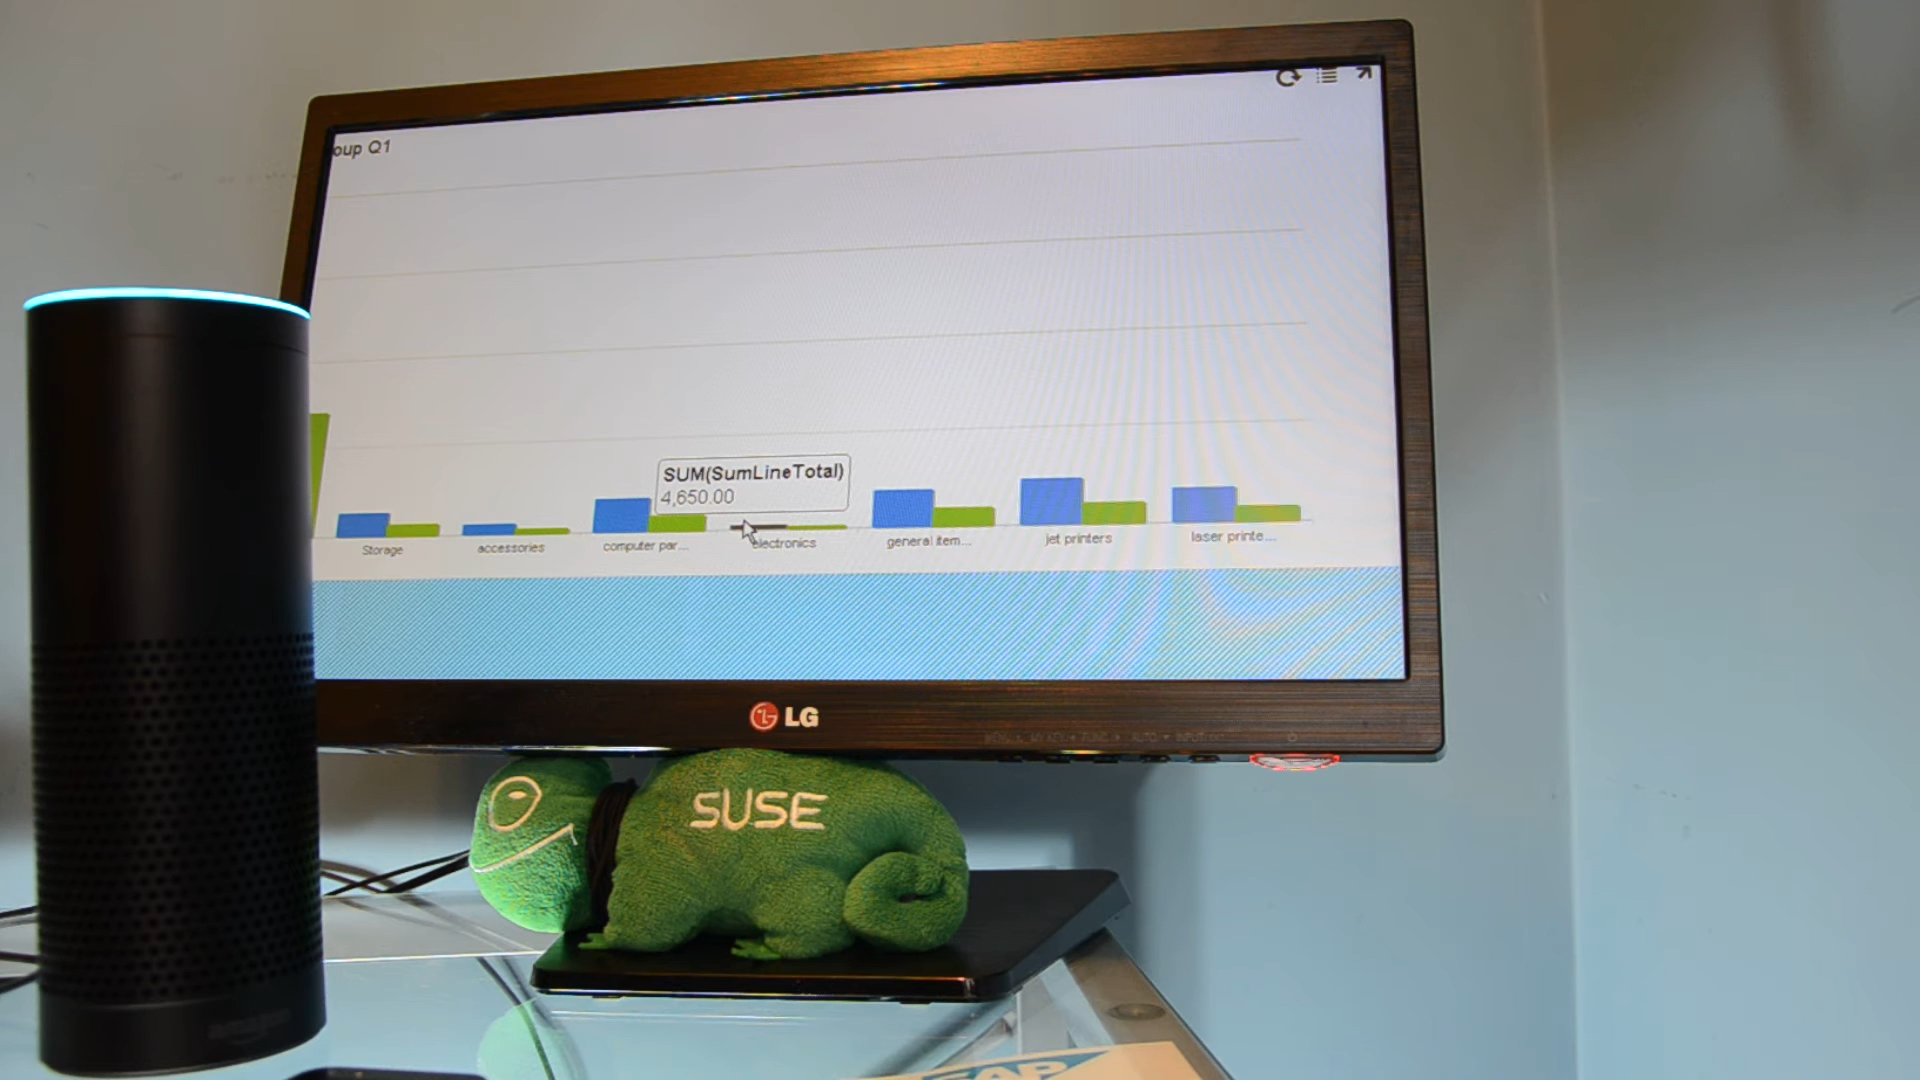 oup Q1
SUM(SumLineTotal)
4,650.00
Storage
accessories
computer par...
electronics
general item...
jet printers
laser printe...
LG
SUSE
SAP